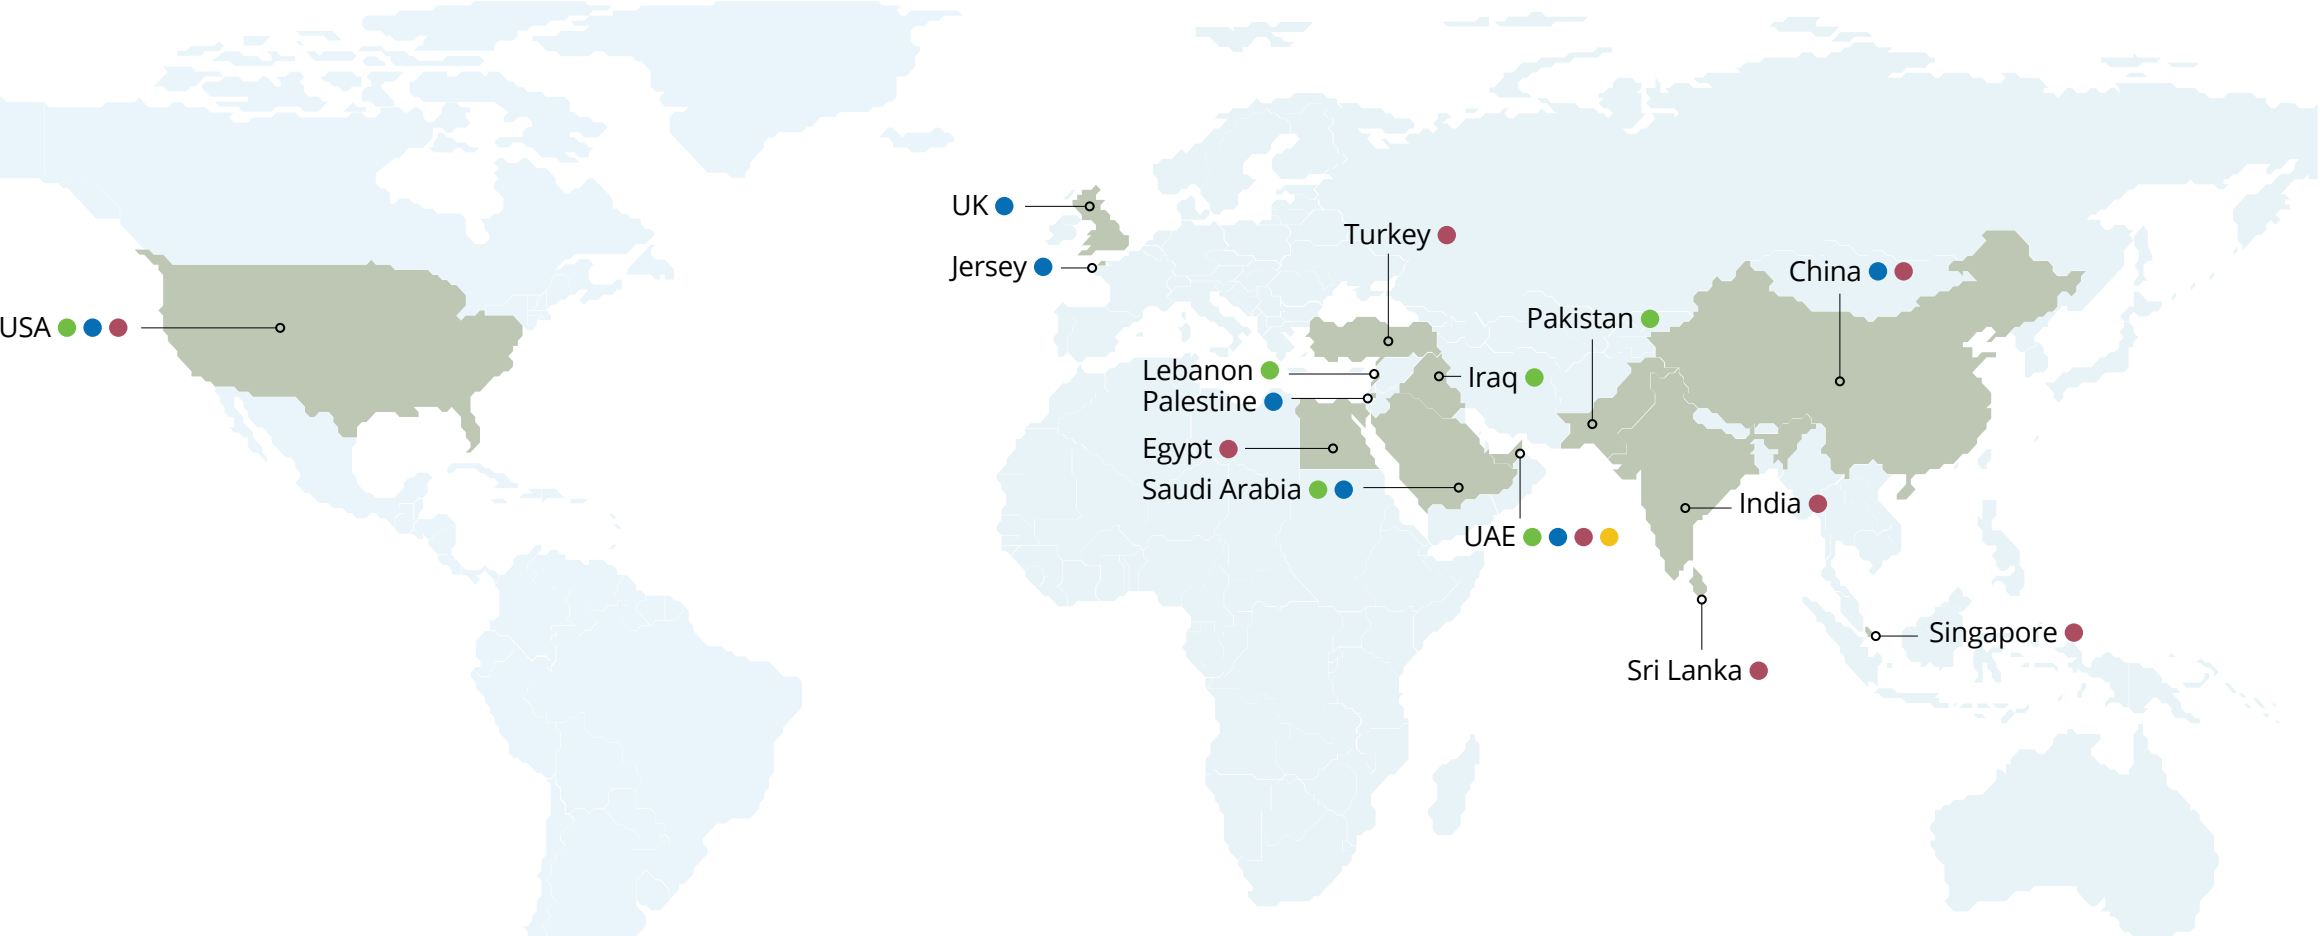 UK
Turkey
Jersey
China
Pakistan
USA
Lebanon
Iraq
Palestine
Egypt
Saudi Arabia
India
UAE
Singapore
Sri Lanka